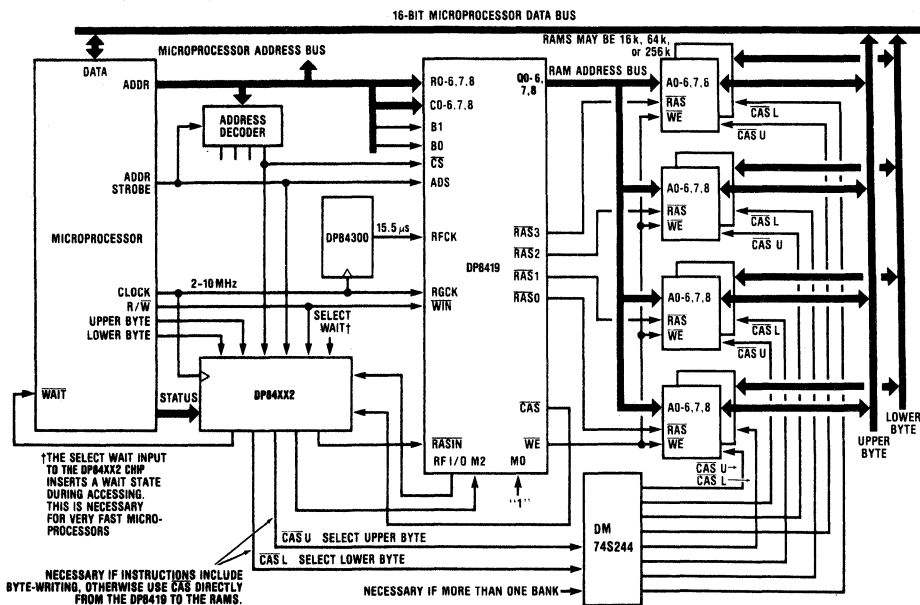 16-BIT MICROPROCESSOR DATA BUS
MICROPROCESSOR ADDRESS BUS
RAMS MAY BE 16k, 64k,
or 256k
DATA
ADDR
ADDRESS
DECODER
ADDR
STROBE
MICROPROCESSOR
CLOCK
R/W
UPPER BYTE
LOWER BYTE
WAIT
STATUS
2-10 MHz
DP84300
15.5 µs
SELECT
WAIT†
DP84XX2
R0-6,7,8
C0-6,7,8
B1
B0
CS
ADS
RFCK
DP8419
RGCK
WIN
RASIN
RF I/O M2
M0
"1"
Q0-6,
7,8
RAS3
RAS2
RAS1
RAS0
CAS
WE
RAM ADDRESS BUS
A0-6,7,8
RAS
WE
CAS L
CAS U
A0-6,7,8
RAS
WE
CAS L
CAS U
A0-6,7,8
RAS
WE
CAS L
CAS U
A0-6,7,8
RAS
WE
CAS U
CAS L
UPPER
BYTE
LOWER
BYTE
†THE SELECT WAIT INPUT
TO THE DP84XX2 CHIP
INSERTS A WAIT STATE
DURING ACCESSING.
THIS IS NECESSARY
FOR VERY FAST MICRO-
PROCESSORS
CAS U SELECT UPPER BYTE
CAS L SELECT LOWER BYTE
DM
74S244
NECESSARY IF INSTRUCTIONS INCLUDE
BYTE-WRITING, OTHERWISE USE CAS DIRECTLY
FROM THE DP8419 TO THE RAMS.
NECESSARY IF MORE THAN ONE BANK